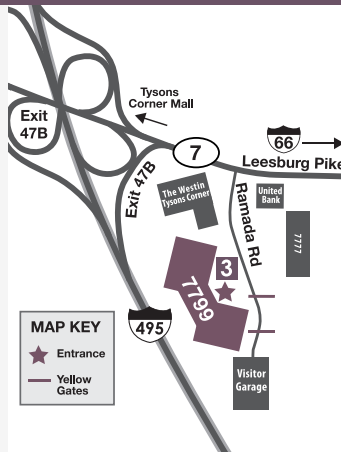 Tysons
Corner Mall
Exit
47B
66
7
Leesburg Pike
Exit 47B
The Westin
Tysons Corner
Ramada Rd
United
Bank
7777
3
7799
495
MAP KEY
Entrance
Yellow
Gates
Visitor
Garage